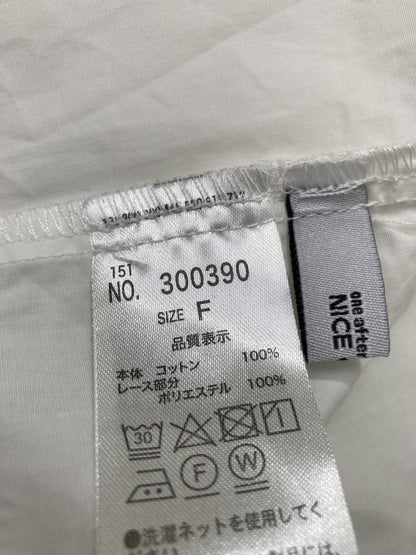 151
NO. 300390
SIZE F
品質表示
本体 コットン 100%
レース部分
ポリエステル 100%
30
F
W
●洗濯ネットを使用してく
one after
NICE